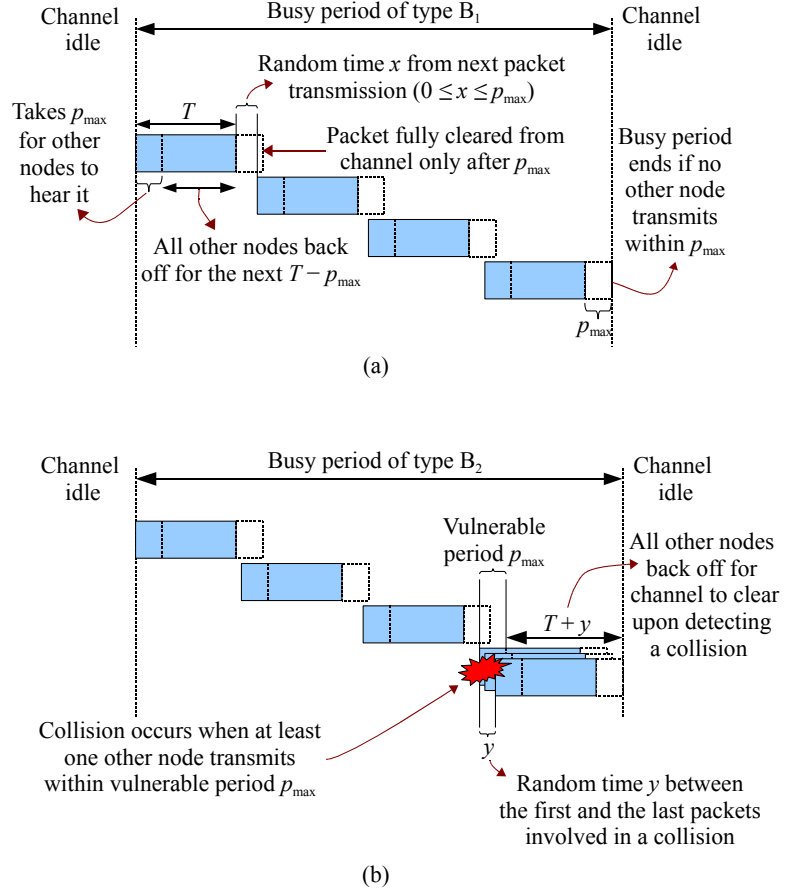 Channel
idle
Busy period of type B₁
Channel
idle
Random time x from next packet
transmission (0 ≤ x ≤ pmax)
Takes pmax
for other
nodes to
hear it
T
Packet fully cleared from
channel only after pmax
Busy period
ends if no
other node
transmits
within pmax
All other nodes back
off for the next T − pmax
pmax
(a)
Channel
idle
Busy period of type B₂
Channel
idle
Vulnerable
period pmax
All other nodes
back off for
channel to clear
upon detecting
a collision
T + y
Collision occurs when at least
one other node transmits
within vulnerable period pmax
y
Random time y between
the first and the last packets
involved in a collision
(b)